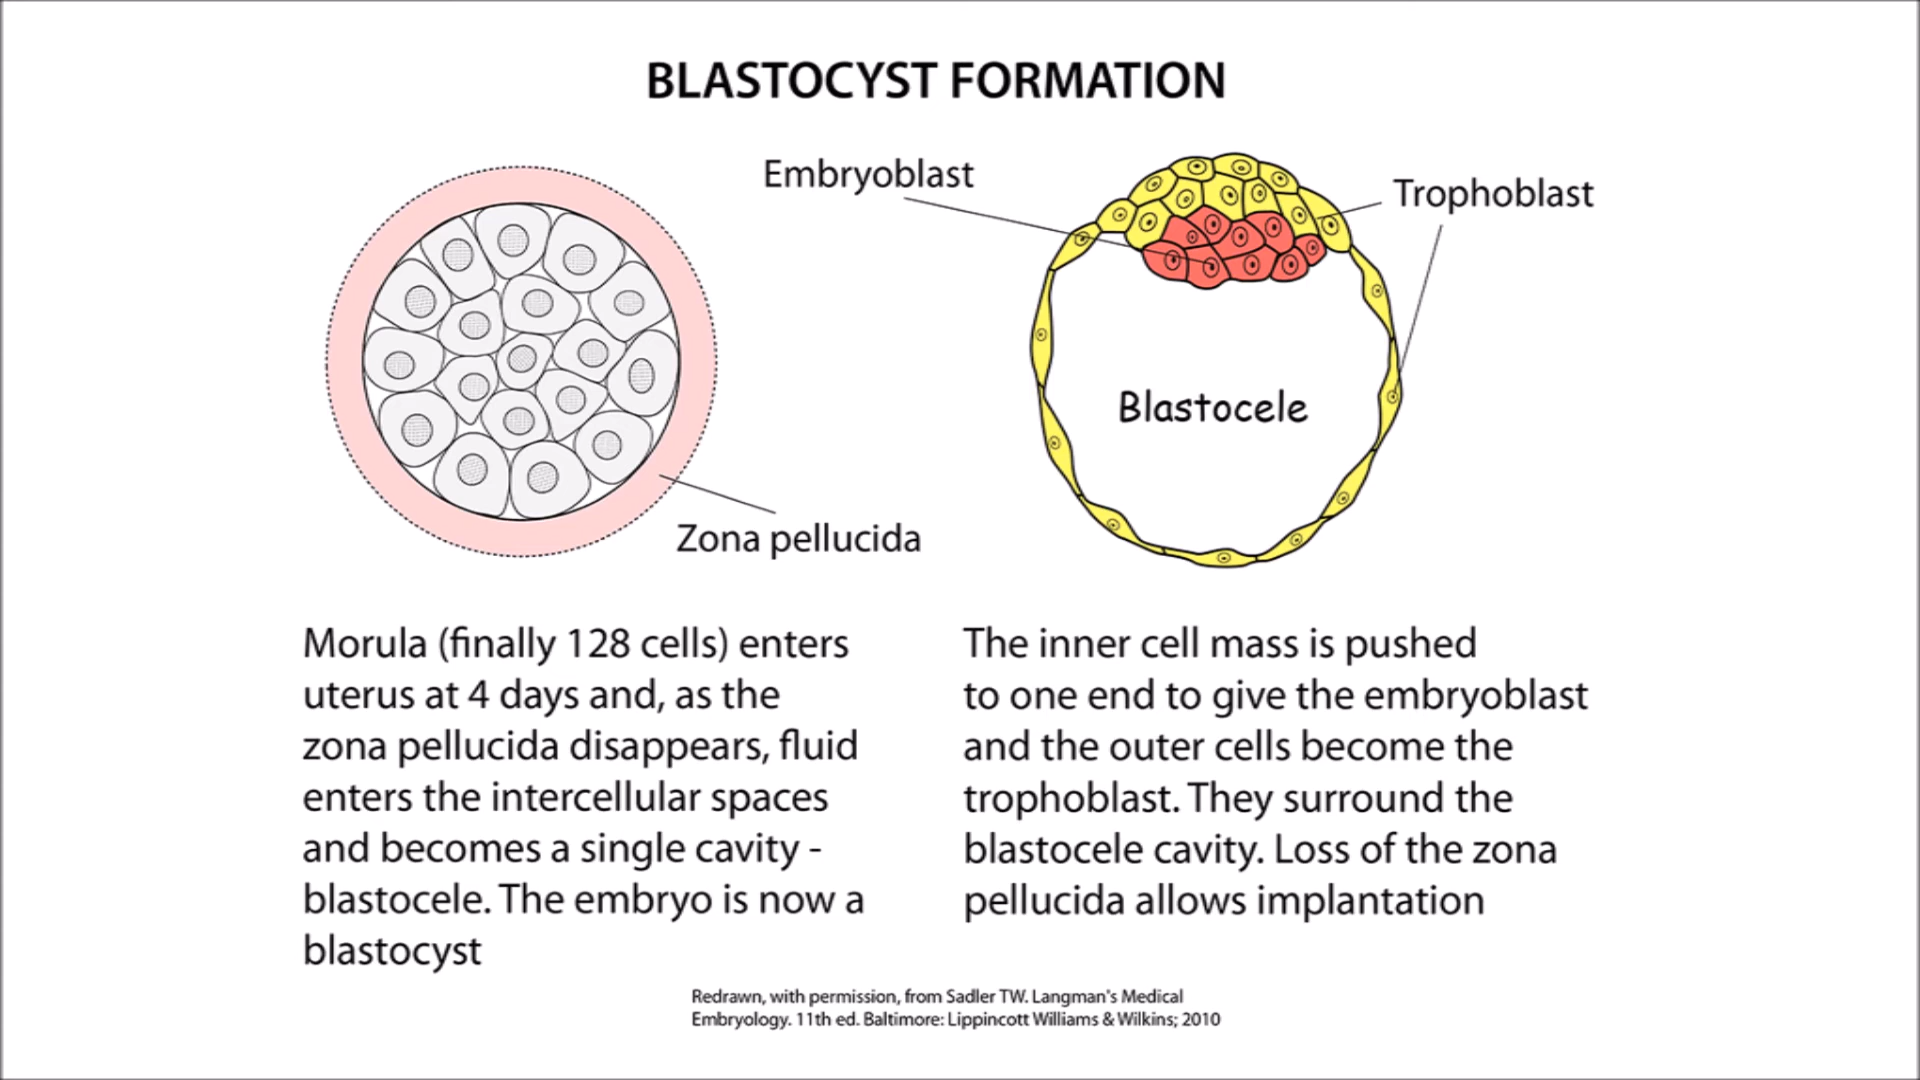 BLASTOCYST FORMATION
Embryoblast
Trophoblast
Blastocele
Zona pellucida
Morula (finally 128 cells) enters
uterus at 4 days and, as the
zona pellucida disappears, fluid
enters the intercellular spaces
and becomes a single cavity -
blastocele. The embryo is now a
blastocyst
The inner cell mass is pushed
to one end to give the embryoblast
and the outer cells become the
trophoblast. They surround the
blastocele cavity. Loss of the zona
pellucida allows implantation
Redrawn, with permission, from Sadler TW. Langman's Medical
Embryology. 11th ed. Baltimore: Lippincott Williams & Wilkins; 2010